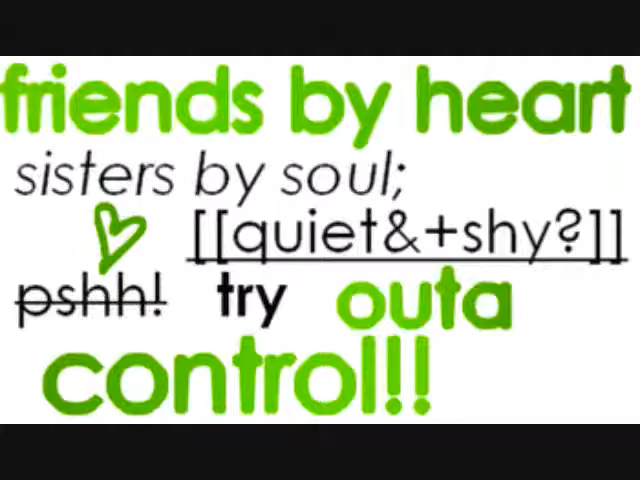 friends by heart
sisters by soul;
[[quiet&+shy?]]
pshh! try outa
control!!